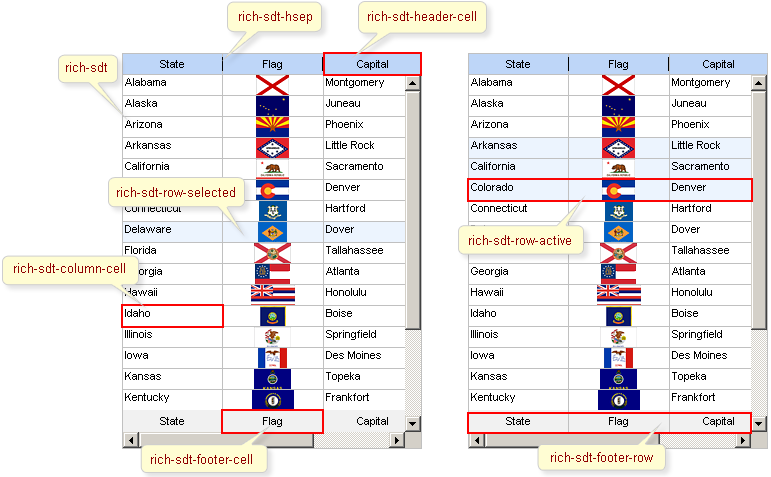 rich-sdt-hsep
rich-sdt-header-cell
rich-sdt
State Flag Capital
Alabama Montgomery
Alaska Juneau
Arizona Phoenix
Arkansas Little Rock
California Sacramento
Denver
rich-sdt-row-selected
Connecticut Hartford
Delaware Dover
Florida Tallahassee
rich-sdt-column-cell
Georgia Atlanta
Hawaii Honolulu
Idaho Boise
Illinois Springfield
Iowa Des Moines
Kansas Topeka
Kentucky Frankfort
State Flag Capital
rich-sdt-footer-cell
State Flag Capital
Alabama Montgomery
Alaska Juneau
Arizona Phoenix
Arkansas Little Rock
California Sacramento
Colorado Denver
Connecticut Hartford
Dover
rich-sdt-row-active
Tallahassee
Georgia Atlanta
Hawaii Honolulu
Idaho Boise
Illinois Springfield
Iowa Des Moines
Kansas Topeka
Kentucky Frankfort
State Flag Capital
rich-sdt-footer-row